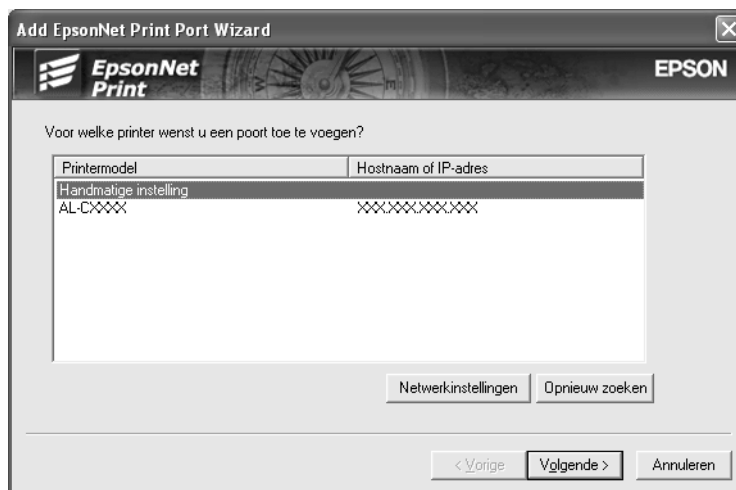 Add EpsonNet Print Port Wizard
EpsonNet
Print
EPSON
Voor welke printer wenst u een poort toe te voegen?
Printermodel Hostnaam of IP-adres
Handmatige instelling
AL-CXXXX XXX.XXX.XXX.XXX
Netwerkinstellingen Opnieuw zoeken
< Vorige Volgende > Annuleren